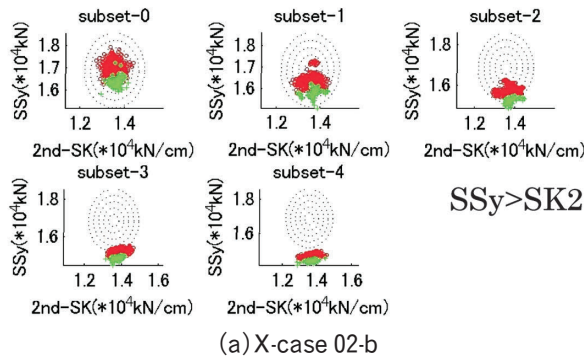 subset-0
subset-1
subset-2
SSy(*10⁴kN)
1.8
1.7
1.6
1.5
1.2 1.4
2nd-SK(*10⁴kN/cm)
SSy(*10⁴kN)
1.8
1.6
1.2 1.4
2nd-SK(*10⁴kN/cm)
SSy(*10⁴kN)
1.8
1.6
1.2 1.4
2nd-SK(*10⁴kN/cm)
subset-3
subset-4
SSy(*10⁴kN)
1.8
1.6
1.2 1.4 1.6
2nd-SK(*10⁴kN/cm)
SSy(*10⁴kN)
1.8
1.6
1.2 1.4 1.6
2nd-SK(*10⁴kN/cm)
SSy>SK2
(a) X-case 02-b